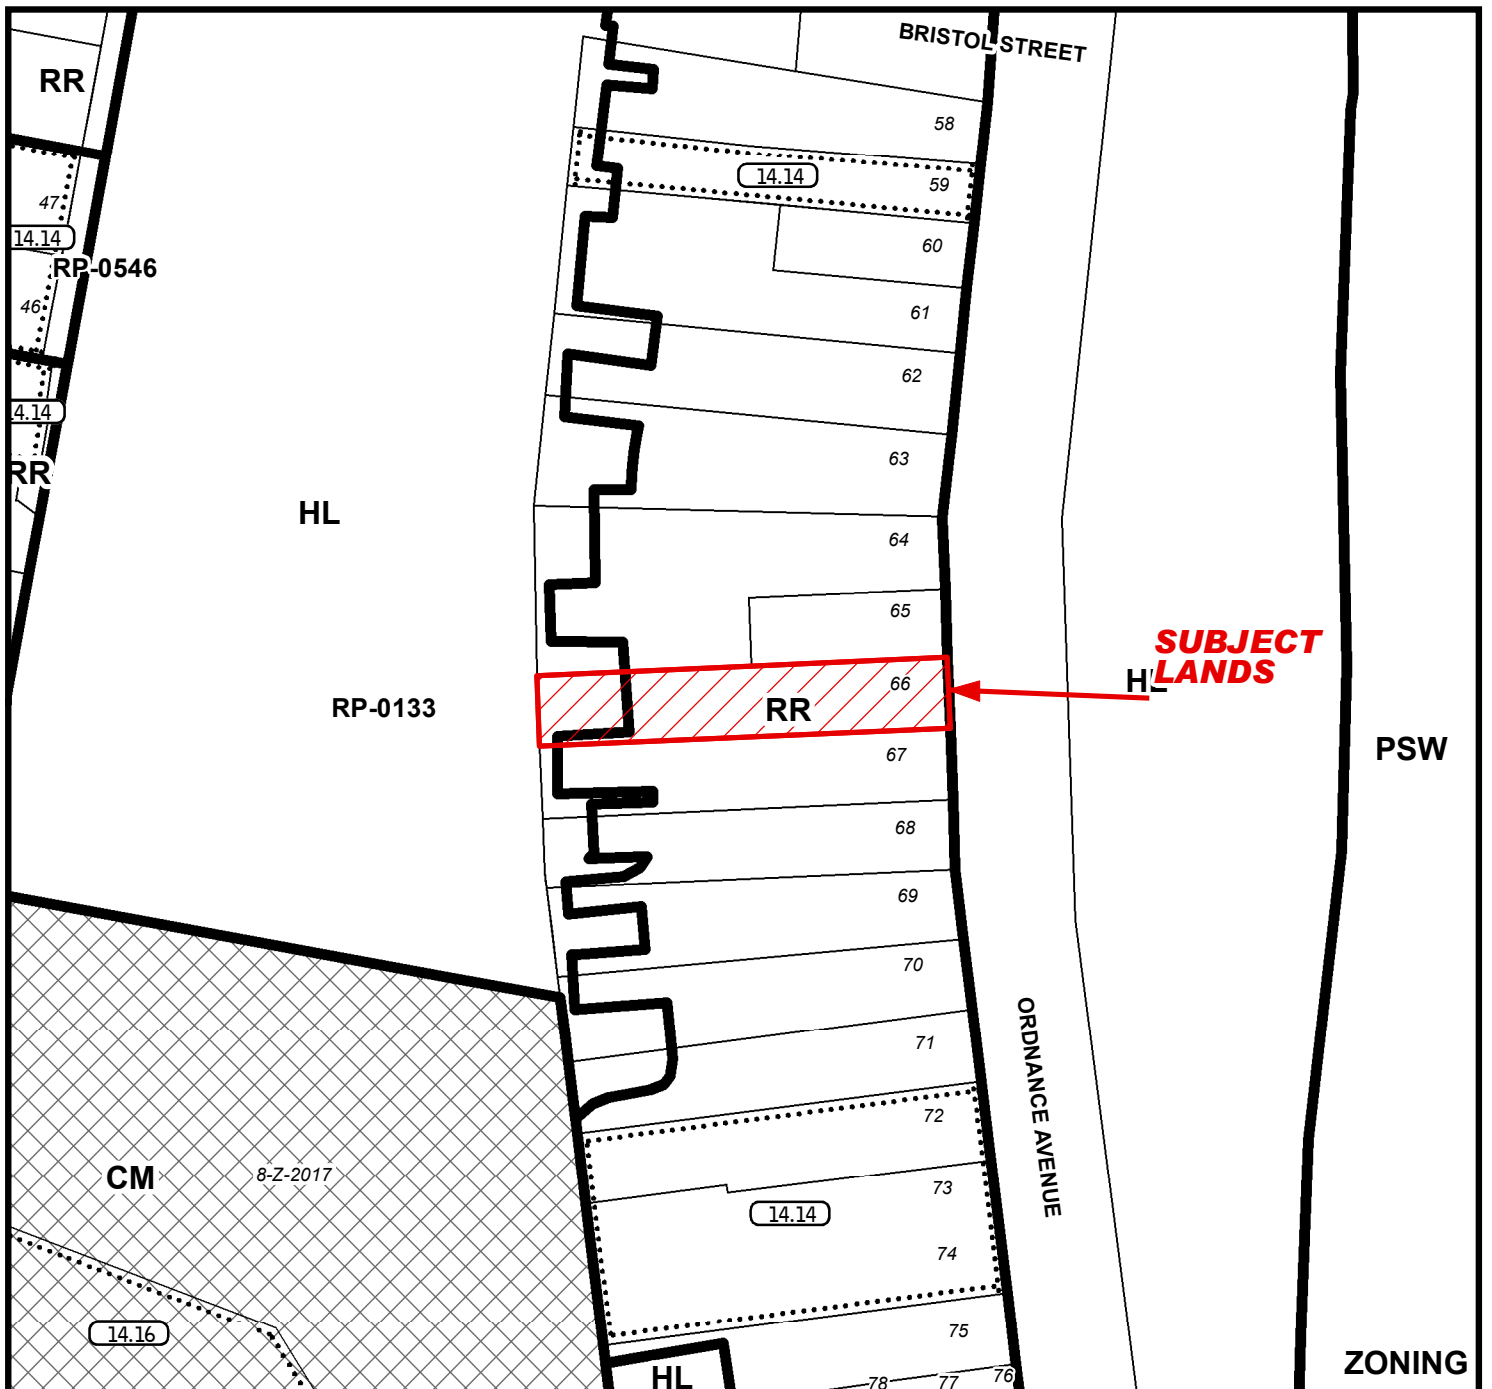 BRISTOL STREET
RR
58
14.14
59
47
14.14
60
RP-0546
46
61
62
4.14
63
RR
HL
64
65
SUBJECT
LANDS
HL
66
RP-0133
RR
67
PSW
68
69
70
ORDNANCE AVENUE
71
72
CM
8-Z-2017
73
14.14
74
14.16
75
ZONING
HL
76
77
78